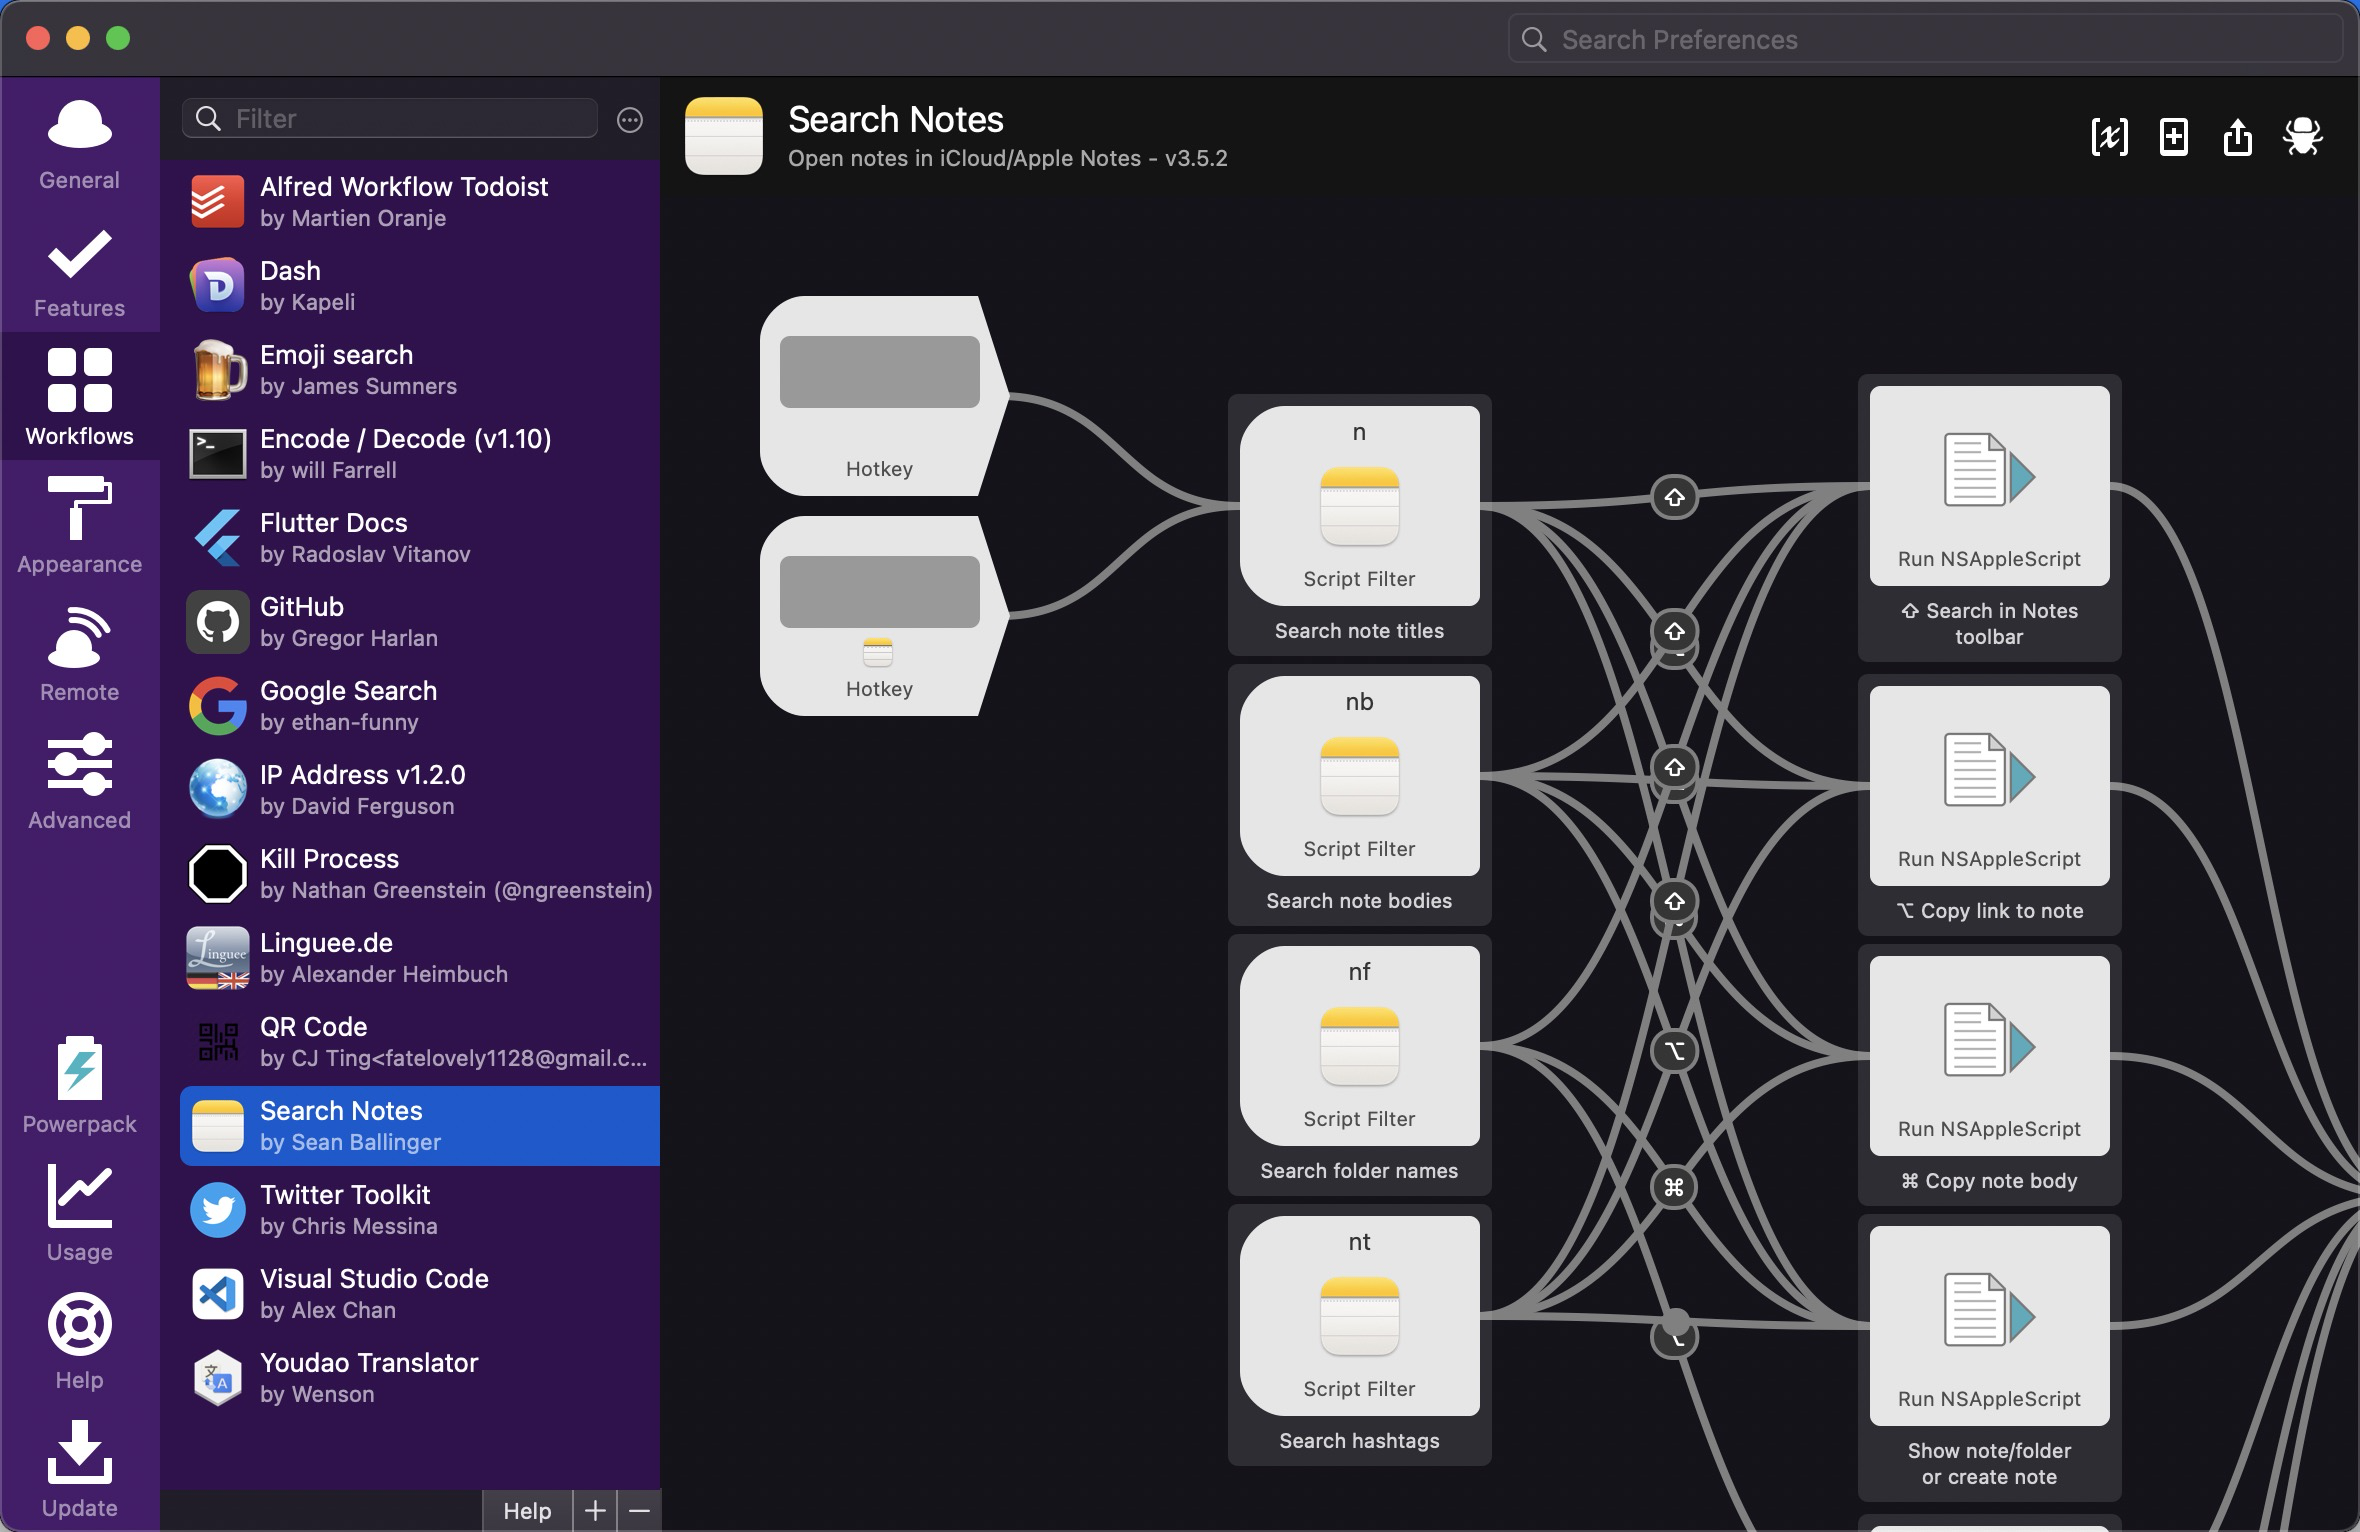 Search Preferences
General
Features
Workflows
Appearance
Remote
Advanced
Powerpack
Usage
Help
Update
Filter
Alfred Workflow Todoist
by Martien Oranje
Dash
by Kapeli
Emoji search
by James Sumners
Encode / Decode (v1.10)
by will Farrell
Flutter Docs
by Radoslav Vitanov
GitHub
by Gregor Harlan
Google Search
by ethan-funny
IP Address v1.2.0
by David Ferguson
Kill Process
by Nathan Greenstein (@ngreenstein)
Linguee
Linguee.de
by Alexander Heimbuch
QR Code
by CJ Ting<fatelovely1128@gmail.c...
Search Notes
by Sean Ballinger
Twitter Toolkit
by Chris Messina
Visual Studio Code
by Alex Chan
Youdao Translator
by Wenson
Help + −
Search Notes
Open notes in iCloud/Apple Notes - v3.5.2
Hotkey
Hotkey
n
Script Filter
Search note titles
nb
Script Filter
Search note bodies
nf
Script Filter
Search folder names
nt
Script Filter
Search hashtags
Run NSAppleScript
⇧ Search in Notes
toolbar
Run NSAppleScript
⌥ Copy link to note
Run NSAppleScript
⌘ Copy note body
Run NSAppleScript
Show note/folder
or create note